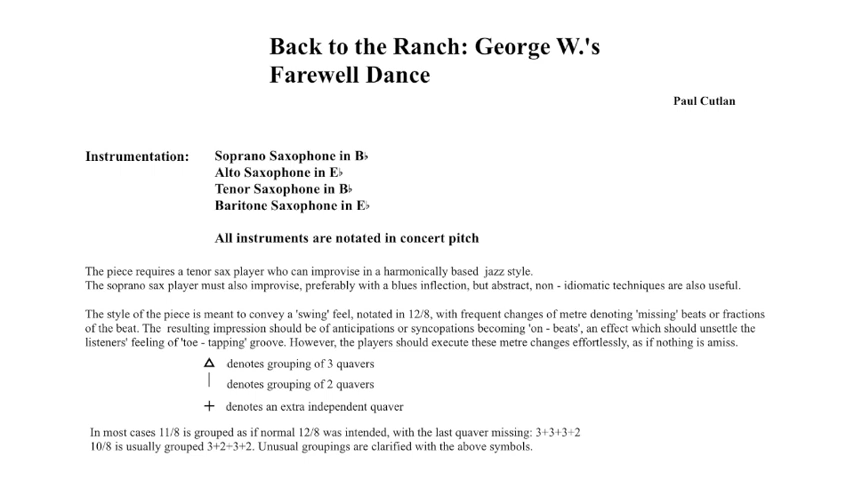 Back to the Ranch: George W.'s
Farewell Dance
Paul Cutlan
Instrumentation: Soprano Saxophone in B♭
Alto Saxophone in E♭
Tenor Saxophone in B♭
Baritone Saxophone in E♭
All instruments are notated in concert pitch
The piece requires a tenor sax player who can improvise in a harmonically based jazz style.
The soprano sax player must also improvise, preferably with a blues inflection, but abstract, non - idiomatic techniques are also useful.
The style of the piece is meant to convey a 'swing' feel, notated in 12/8, with frequent changes of metre denoting 'missing' beats or fractions
of the beat. The resulting impression should be of anticipations or syncopations becoming 'on - beats', an effect which should unsettle the
listeners' feeling of 'toe - tapping' groove. However, the players should execute these metre changes effortlessly, as if nothing is amiss.
△ denotes grouping of 3 quavers
| denotes grouping of 2 quavers
+ denotes an extra independent quaver
In most cases 11/8 is grouped as if normal 12/8 was intended, with the last quaver missing: 3+3+3+2
10/8 is usually grouped 3+2+3+2. Unusual groupings are clarified with the above symbols.